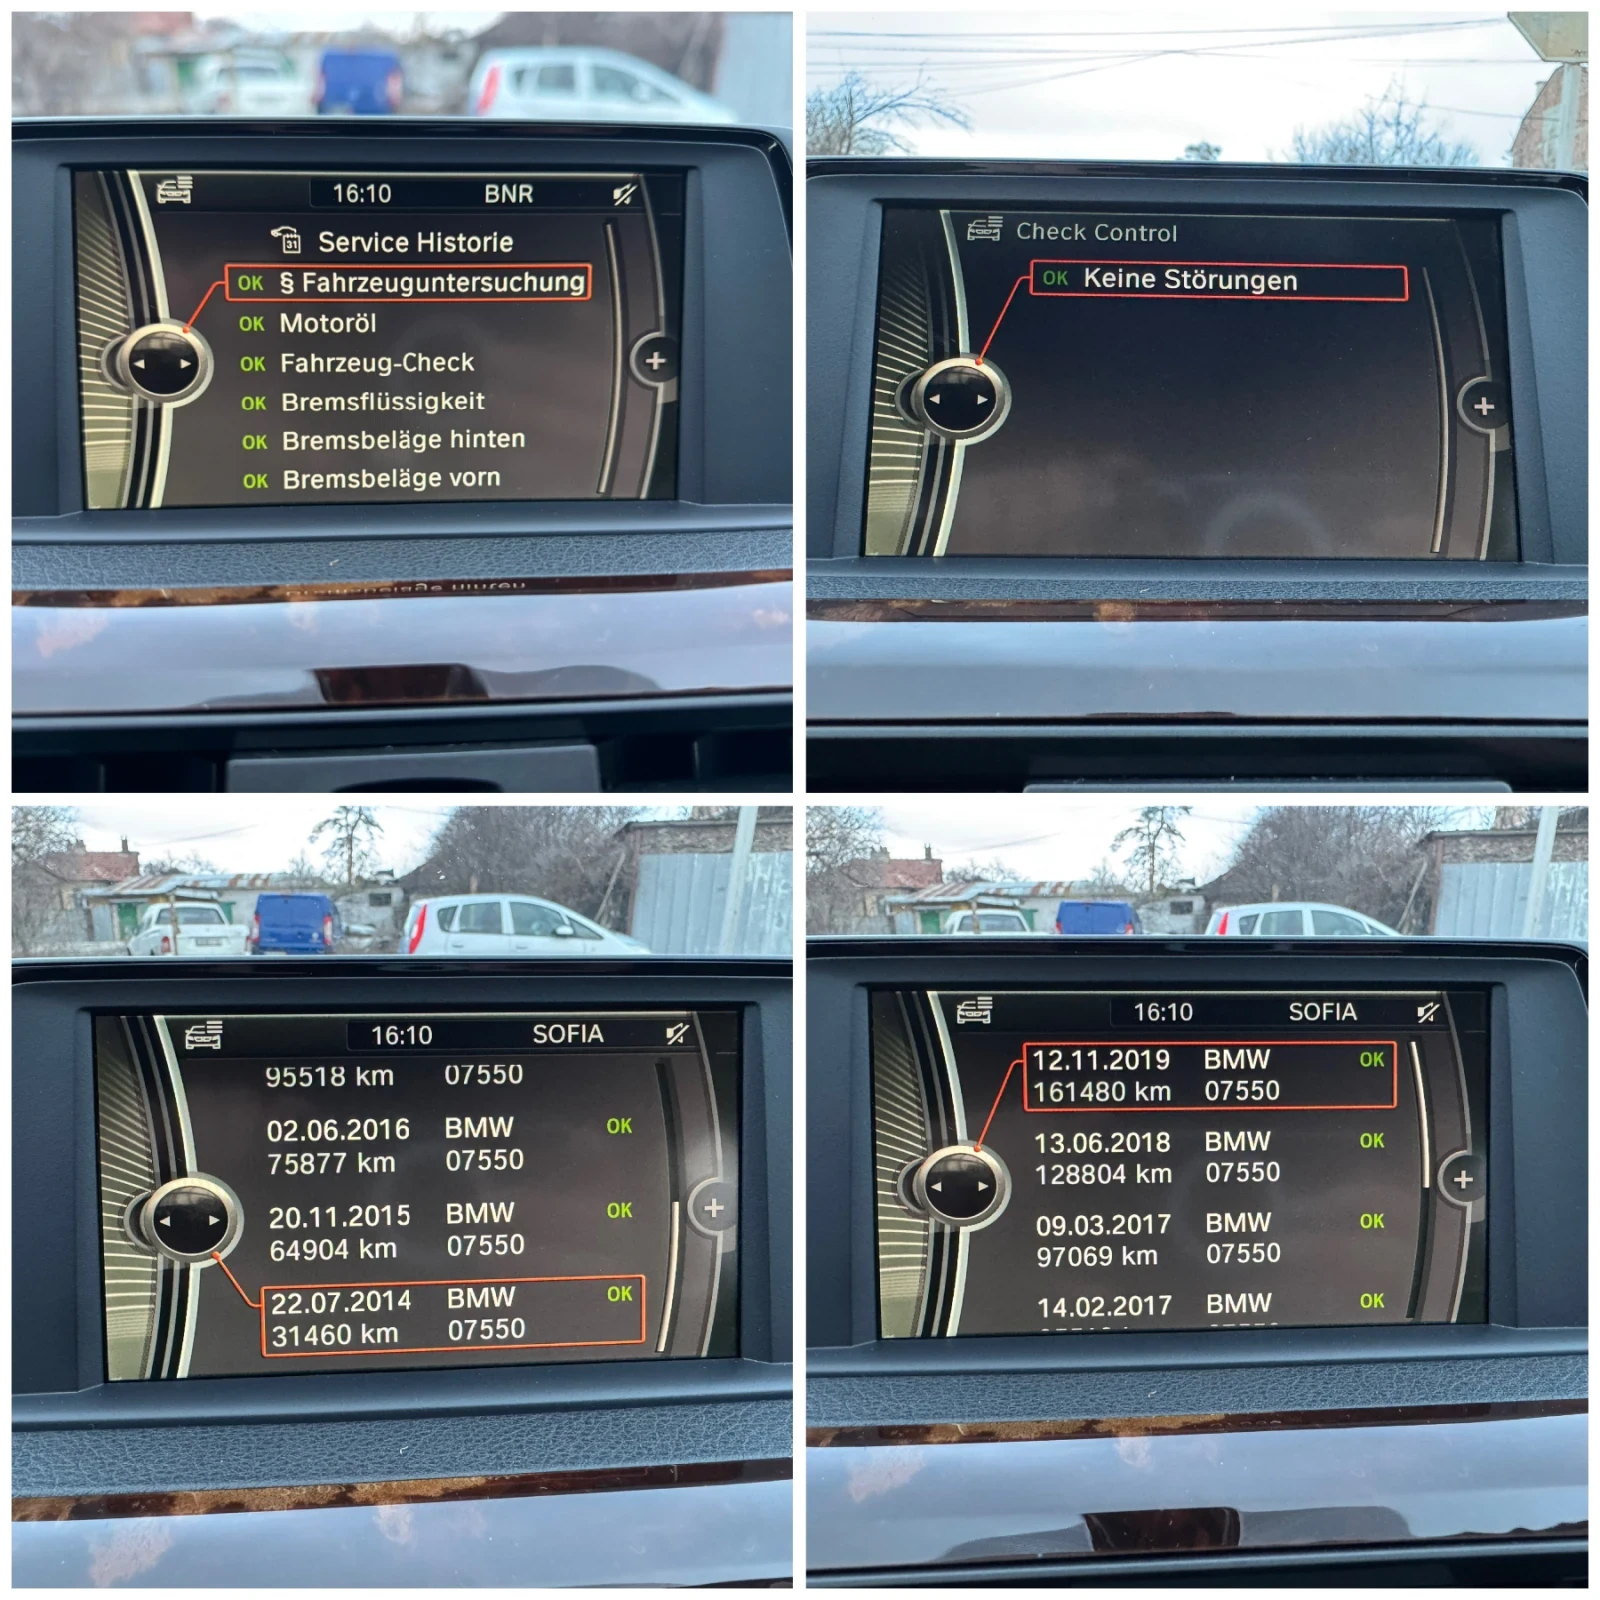 16:10 BNR
Service Historie
OK § Fahrzeuguntersuchung
OK Motoröl
OK Fahrzeug-Check
OK Bremsflüssigkeit
OK Bremsbeläge hinten
OK Bremsbeläge vorn
Check Control
OK Keine Störungen
16:10 SOFIA
95518 km 07550
02.06.2016 BMW OK
75877 km 07550
20.11.2015 BMW OK
64904 km 07550
22.07.2014 BMW OK
31460 km 07550
16:10 SOFIA
12.11.2019 BMW OK
161480 km 07550
13.06.2018 BMW OK
128804 km 07550
09.03.2017 BMW OK
97069 km 07550
14.02.2017 BMW OK